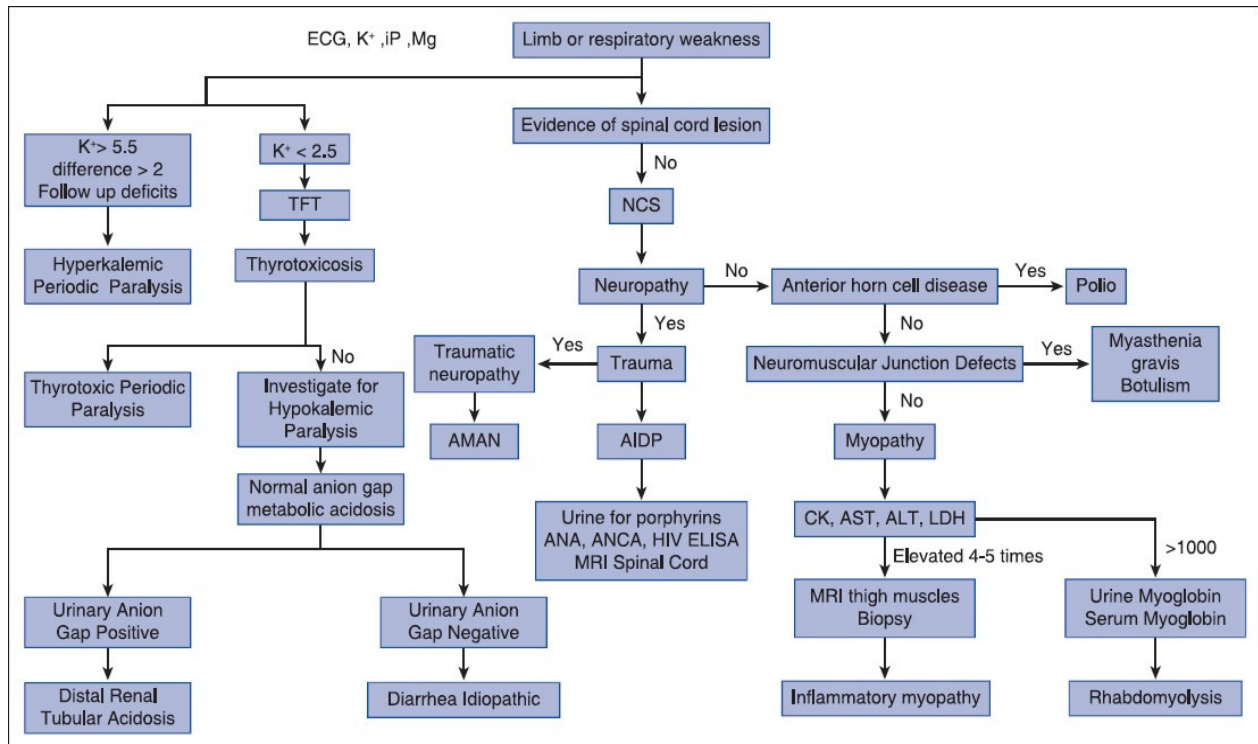 ECG, K⁺ ,iP ,Mg
Limb or respiratory weakness
Evidence of spinal cord lesion
K⁺> 5.5
difference > 2
Follow up deficits
K⁺ < 2.5
No
TFT
NCS
Hyperkalemic
Periodic Paralysis
Thyrotoxicosis
Neuropathy
No
Anterior horn cell disease
Yes
Polio
Yes
No
Traumatic
neuropathy
Yes
Trauma
Neuromuscular Junction Defects
Yes
Myasthenia
gravis
Botulism
Thyrotoxic Periodic
Paralysis
No
Investigate for
Hypokalemic
Paralysis
No
AMAN
AIDP
Myopathy
Normal anion gap
metabolic acidosis
Urine for porphyrins
ANA, ANCA, HIV ELISA
MRI Spinal Cord
CK, AST, ALT, LDH
Elevated 4-5 times
>1000
Urinary Anion
Gap Positive
Urinary Anion
Gap Negative
MRI thigh muscles
Biopsy
Urine Myoglobin
Serum Myoglobin
Distal Renal
Tubular Acidosis
Diarrhea Idiopathic
Inflammatory myopathy
Rhabdomyolysis